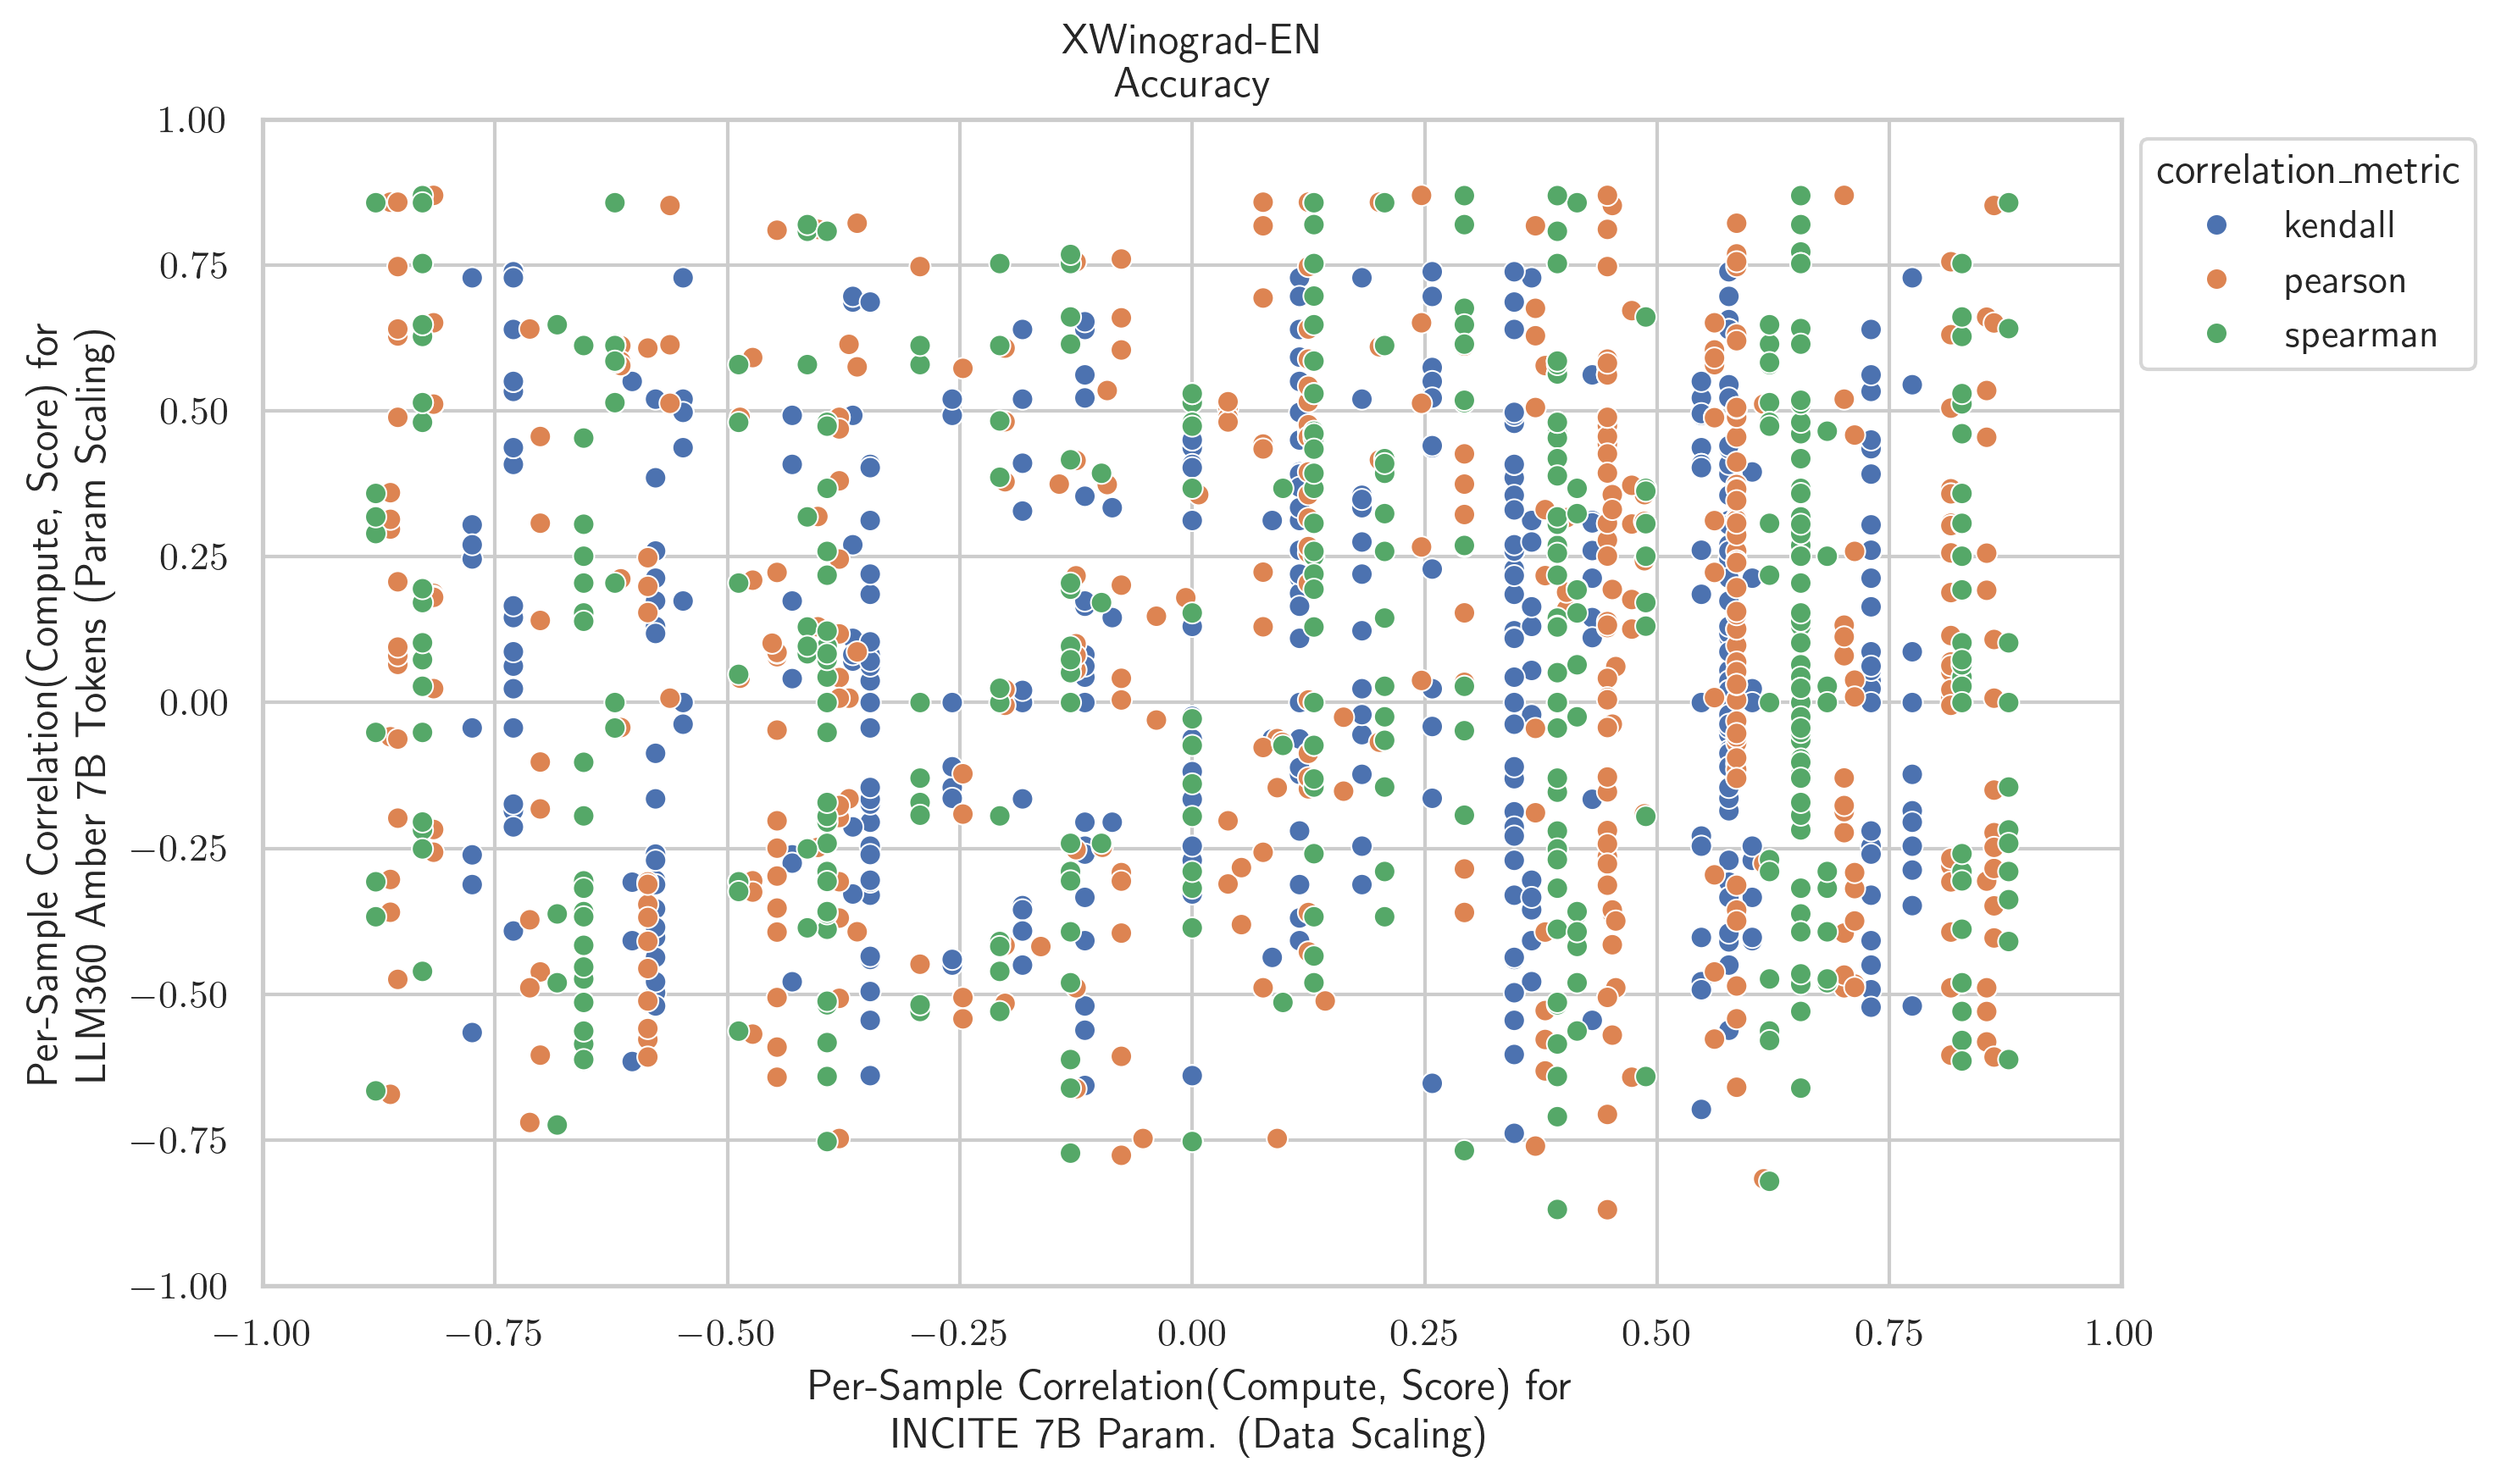 XWinograd-EN
Accuracy
1.00
0.75
0.50
0.25
0.00
−0.25
−0.50
−0.75
−1.00
Per-Sample Correlation(Compute, Score) for
LLM360 Amber 7B Tokens (Param Scaling)
correlation_metric
kendall
pearson
spearman
−1.00
−0.75
−0.50
−0.25
0.00
0.25
0.50
0.75
1.00
Per-Sample Correlation(Compute, Score) for
INCITE 7B Param. (Data Scaling)